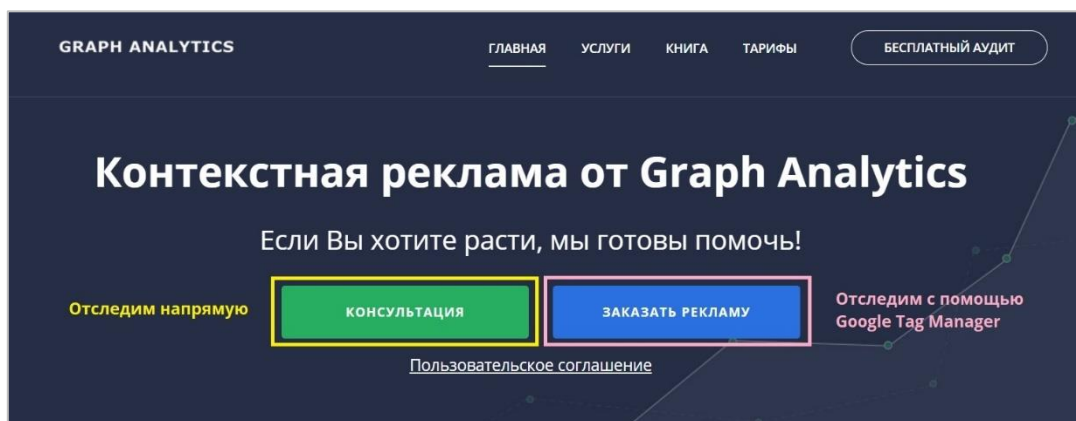 GRAPH ANALYTICS
ГЛАВНАЯ УСЛУГИ КНИГА ТАРИФЫ БЕСПЛАТНЫЙ АУДИТ
Контекстная реклама от Graph Analytics
Если Вы хотите расти, мы готовы помочь!
Отследим напрямую
КОНСУЛЬТАЦИЯ
ЗАКАЗАТЬ РЕКЛАМУ
Отследим с помощью
Google Tag Manager
Пользовательское соглашение